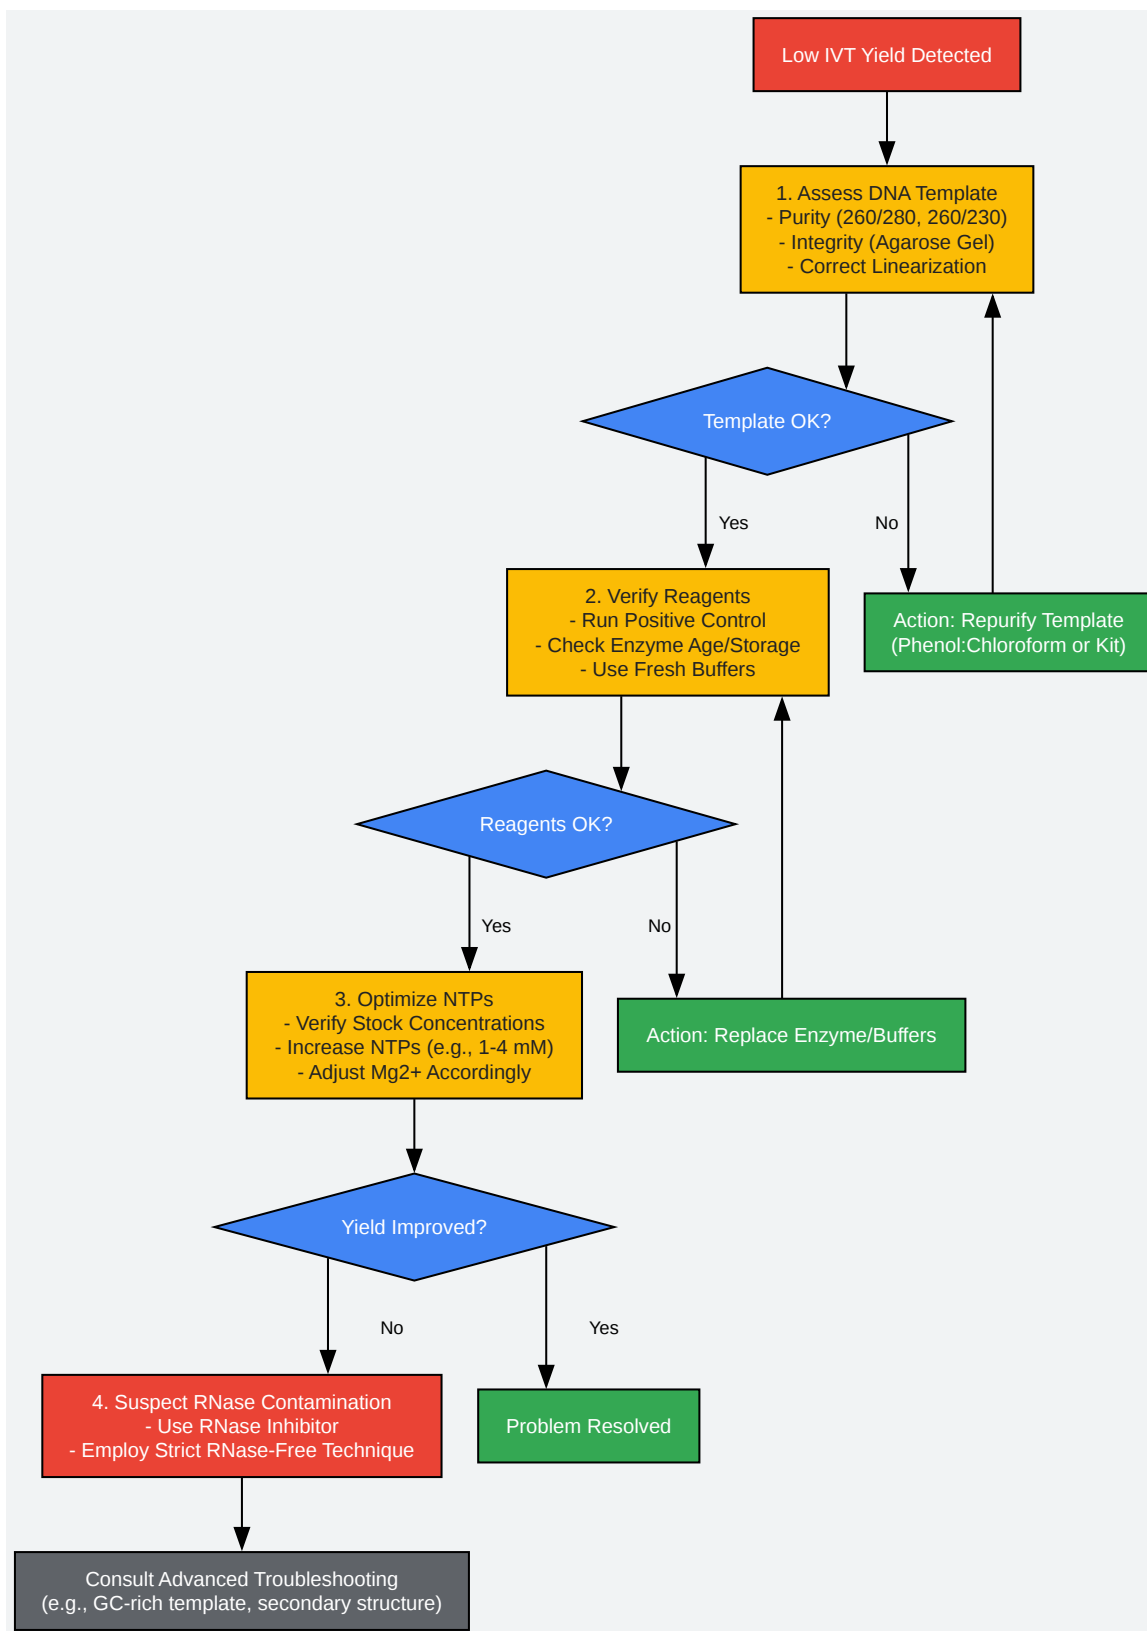 Low IVT Yield Detected
1. Assess DNA Template
- Purity (260/280, 260/230)
- Integrity (Agarose Gel)
- Correct Linearization
Template OK?
Yes
No
2. Verify Reagents
- Run Positive Control
- Check Enzyme Age/Storage
- Use Fresh Buffers
Action: Repurify Template
(Phenol:Chloroform or Kit)
Reagents OK?
Yes
No
3. Optimize NTPs
- Verify Stock Concentrations
- Increase NTPs (e.g., 1-4 mM)
- Adjust Mg2+ Accordingly
Action: Replace Enzyme/Buffers
Yield Improved?
No
Yes
4. Suspect RNase Contamination
- Use RNase Inhibitor
- Employ Strict RNase-Free Technique
Problem Resolved
Consult Advanced Troubleshooting
(e.g., GC-rich template, secondary structure)